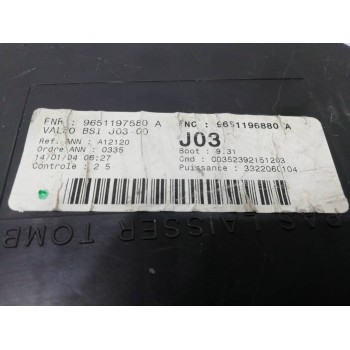 FNR : 9651197580 A
FNC : 9651196880 A
VALEO BSI J03-00
J03
Ref. ANN : A12120
Boot : 9.31
Ordre ANN : 0335
Cmd : C0352392151203
14/01/04 06:27
Puissance : 3322060104
Controle : 2 5
PAS LAISSER TOMB